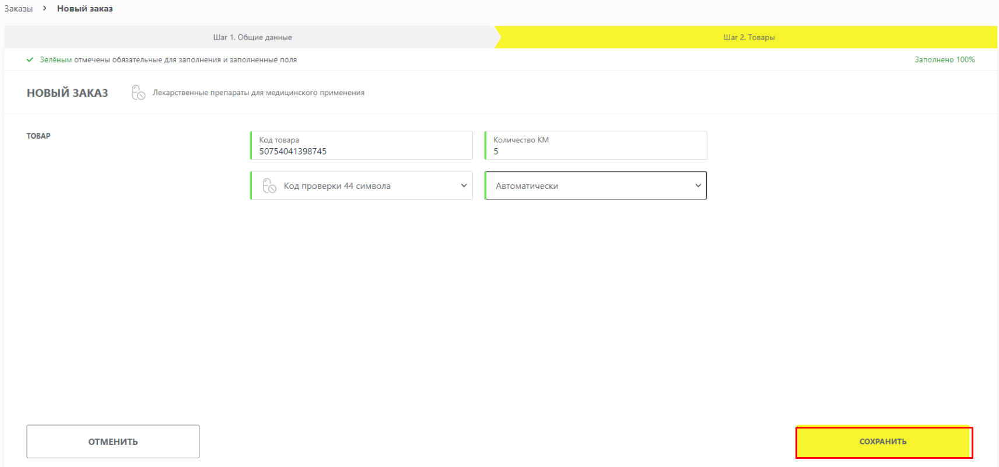 Заказы > Новый заказ
Шаг 1. Общие данные
Шаг 2. Товары
Зелёным отмечены обязательные для заполнения и заполненные поля
Заполнено 100%
НОВЫЙ ЗАКАЗ
Лекарственные препараты для медицинского применения
ТОВАР
Код товара
50754041398745
Количество КМ
5
Код проверки 44 символа
Автоматически
ОТМЕНИТЬ
СОХРАНИТЬ